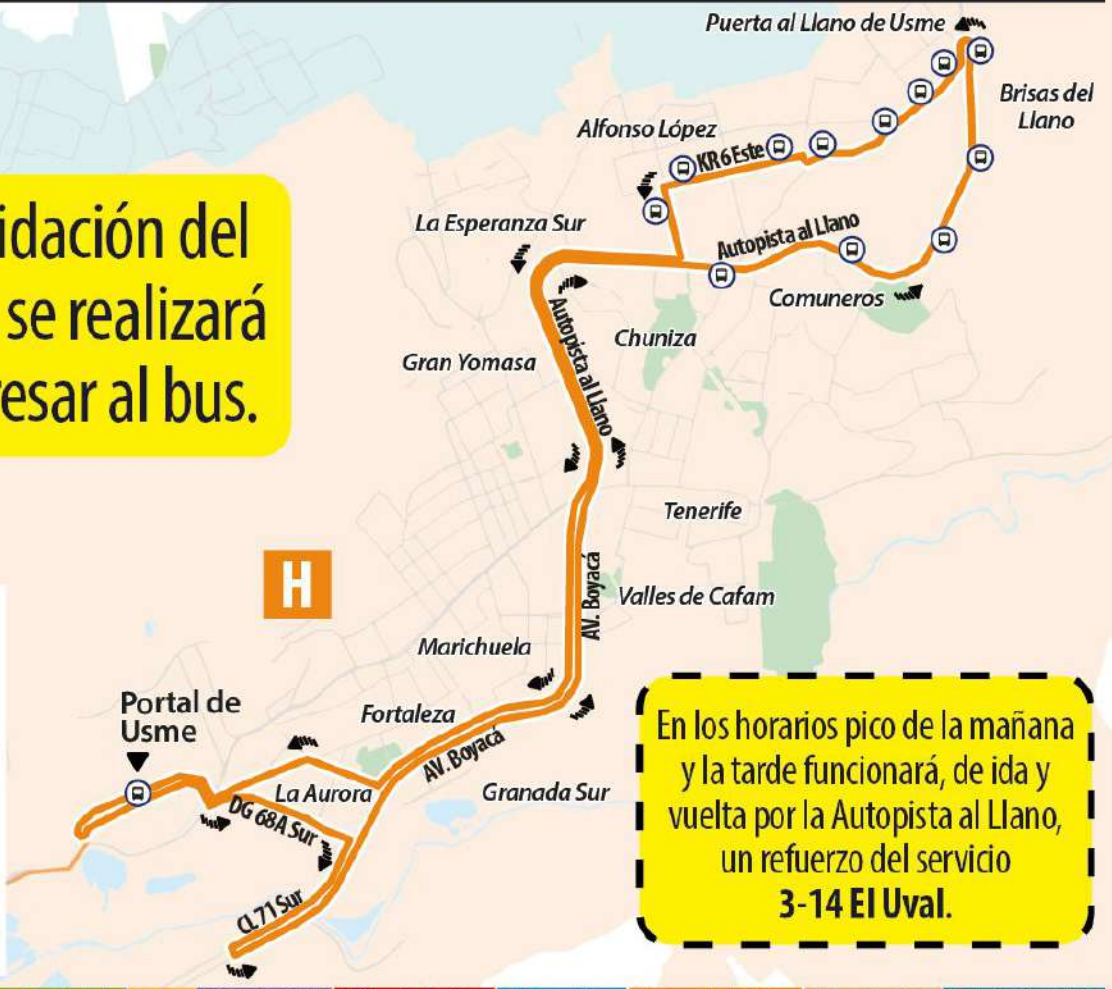 Puerta al Llano de Usme
Brisas del
Llano
Alfonso López
KR 6 Este
La Esperanza Sur
Autopista al Llano
Comuneros
del
se realizará
al bus.
Chuniza
Gran Yomasa
Autopista al Llano
Tenerife
H
AV. Boyacá
Valles de Cafam
Marichuela
Portal de
Usme
Fortaleza
AV. Boyacá
La Aurora
Granada Sur
DG 68A Sur
CL 71 Sur
En los horarios pico de la mañana
y la tarde funcionará, de ida y
vuelta por la Autopista al Llano,
un refuerzo del servicio
3-14 El Uval.